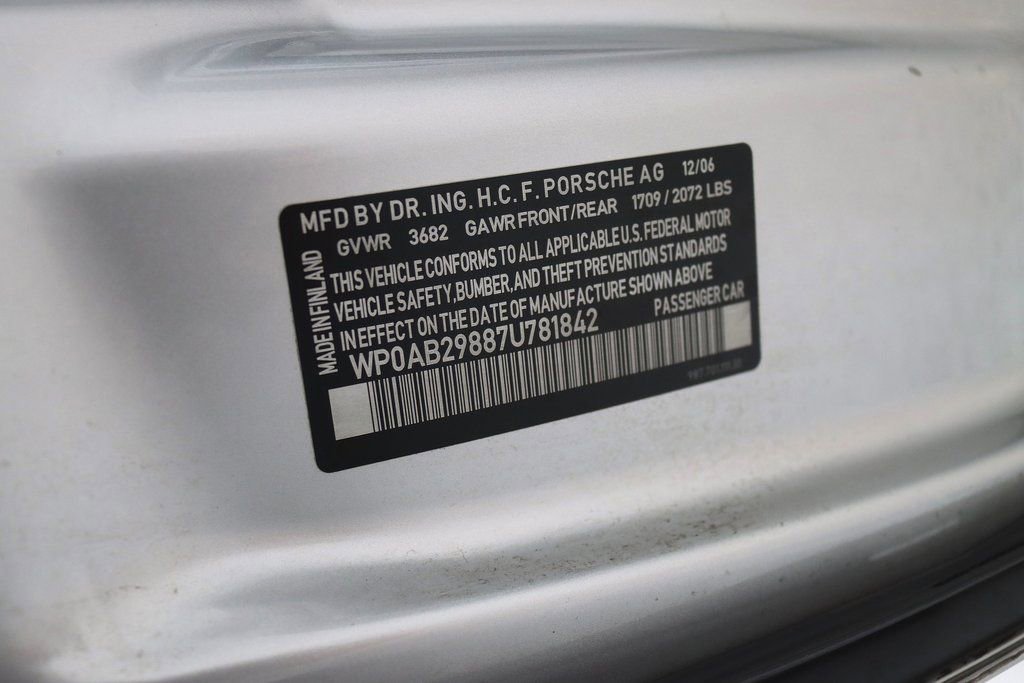 MFD BY DR. ING. H.C. F. PORSCHE AG 12/06
GVWR 3682 GAWR FRONT/REAR 1709 / 2072 LBS
MADE IN FINLAND
THIS VEHICLE CONFORMS TO ALL APPLICABLE U.S. FEDERAL MOTOR
VEHICLE SAFETY, BUMBER, AND THEFT PREVENTION STANDARDS
IN EFFECT ON THE DATE OF MANUFACTURE SHOWN ABOVE
WP0AB29887U781842 PASSENGER CAR